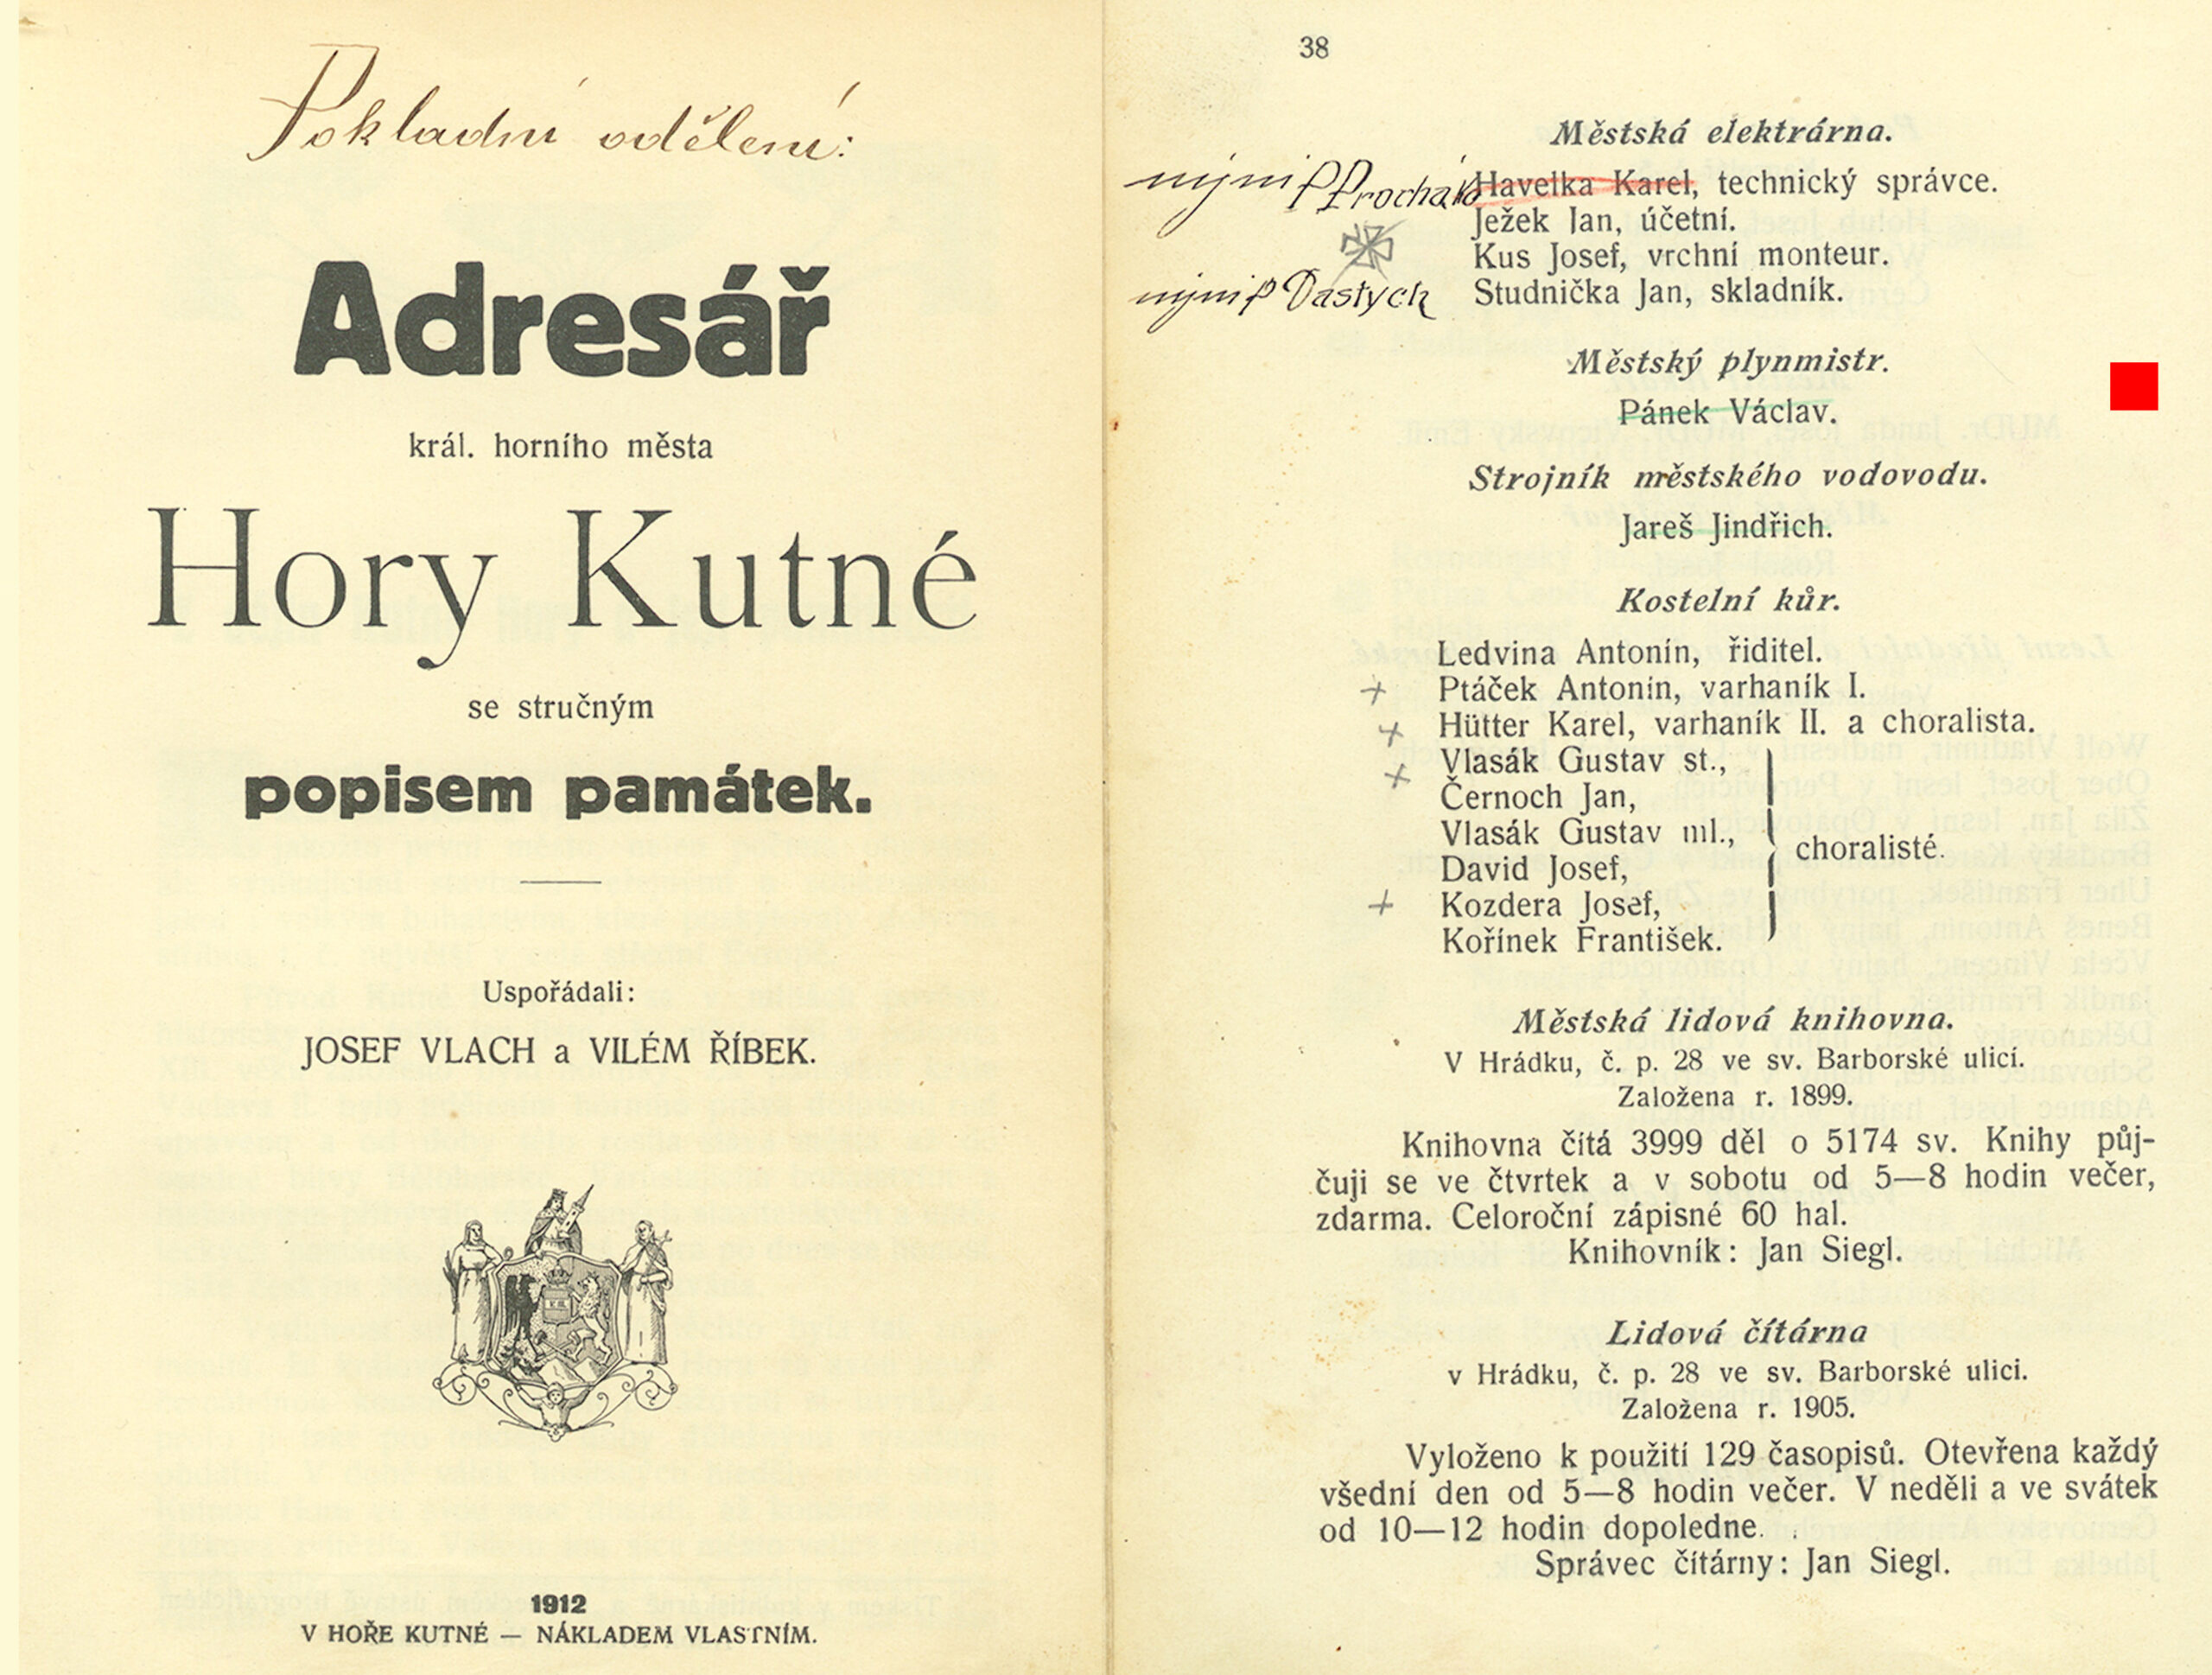 Pokladní oddělení:
Adresář
král. horního města
Hory Kutné
se stručným
popisem památek.
Uspořádali:
JOSEF VLACH a VILÉM ŘÍBEK.
1912
V HOŘE KUTNÉ — NÁKLADEM VLASTNÍM.
38
Městská elektrárna.
nyní P Havelka Karel, technický správce.
Ježek Jan, účetní.
Kus Josef, vrchní monteur.
nyní p Dastych Studnička Jan, skladník.
Městský plynmistr.
Pánek Václav.
Strojník městského vodovodu.
Jareš Jindřich.
Kostelní kůr.
Ledvina Antonín, řiditel.
+ Ptáček Antonín, varhaník I.
+ Hütter Karel, varhaník II. a choralista.
+ Vlasák Gustav st.,
Černoch Jan,
Vlasák Gustav ml.,
choralisté.
David Josef,
+ Kozdera Josef,
Kořínek František.
Městská lidová knihovna.
V Hrádku, č. p. 28 ve sv. Barborské ulici.
Založena r. 1899.
Knihovna čítá 3999 děl o 5174 sv. Knihy půj-
čuji se ve čtvrtek a v sobotu od 5—8 hodin večer,
zdarma. Celoroční zápisné 60 hal.
Knihovník: Jan Siegl.
Lidová čítárna
v Hrádku, č. p. 28 ve sv. Barborské ulici.
Založena r. 1905.
Vyloženo k použití 129 časopisů. Otevřena každý
všední den od 5—8 hodin večer. V neděli a ve svátek
od 10—12 hodin dopoledne.
Správec čítárny: Jan Siegl.